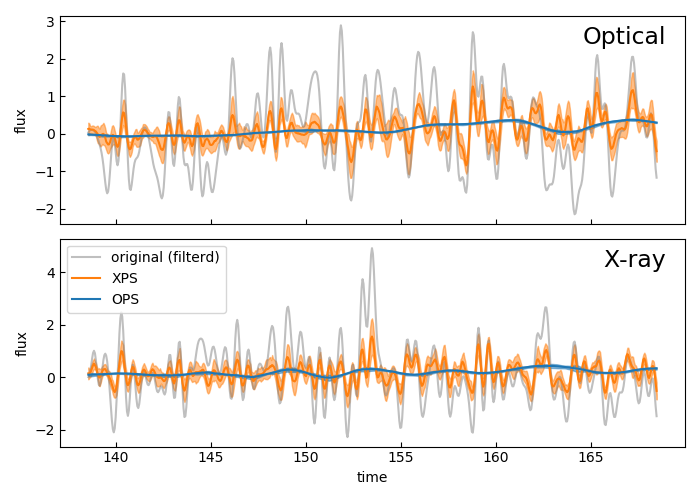 3
2
1
0
−1
−2
flux
Optical
4
2
0
−2
flux
original (filterd)
XPS
OPS
X-ray
140
145
150
155
160
165
time